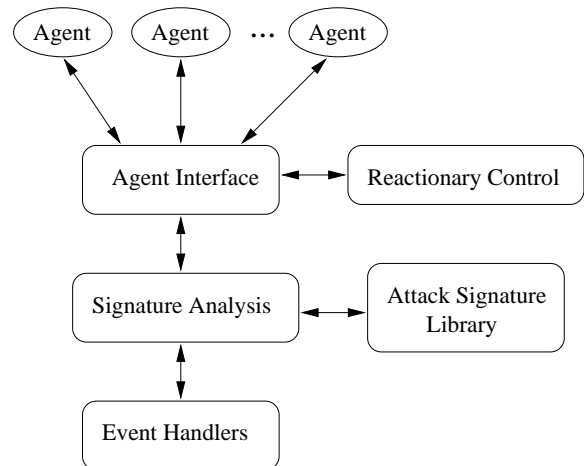 Agent Agent ... Agent
Agent Interface
Reactionary Control
Signature Analysis
Attack Signature
Library
Event Handlers